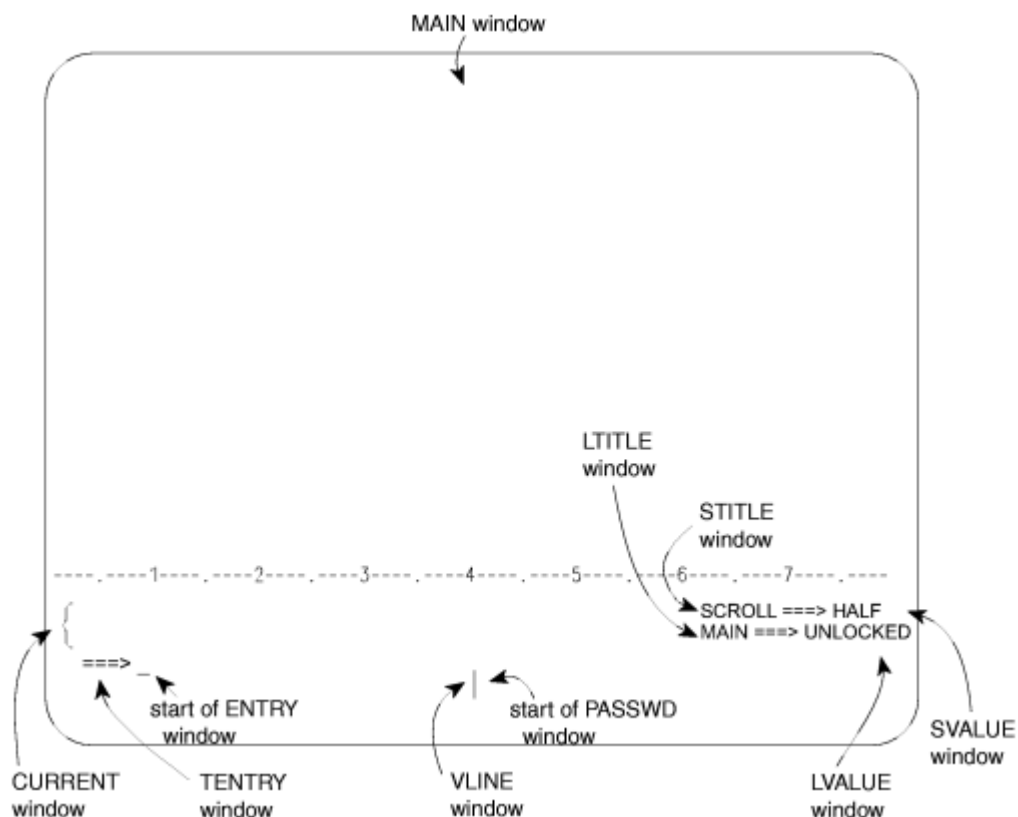 MAIN window
LTITLE
window
STITLE
window
----.----1----.----2----.----3----.----4----.----5----.----6----.----7----.----
SCROLL ===> HALF
MAIN ===> UNLOCKED
===> _
start of ENTRY
window
|
start of PASSWD
window
SVALUE
window
CURRENT
window
TENTRY
window
VLINE
window
LVALUE
window